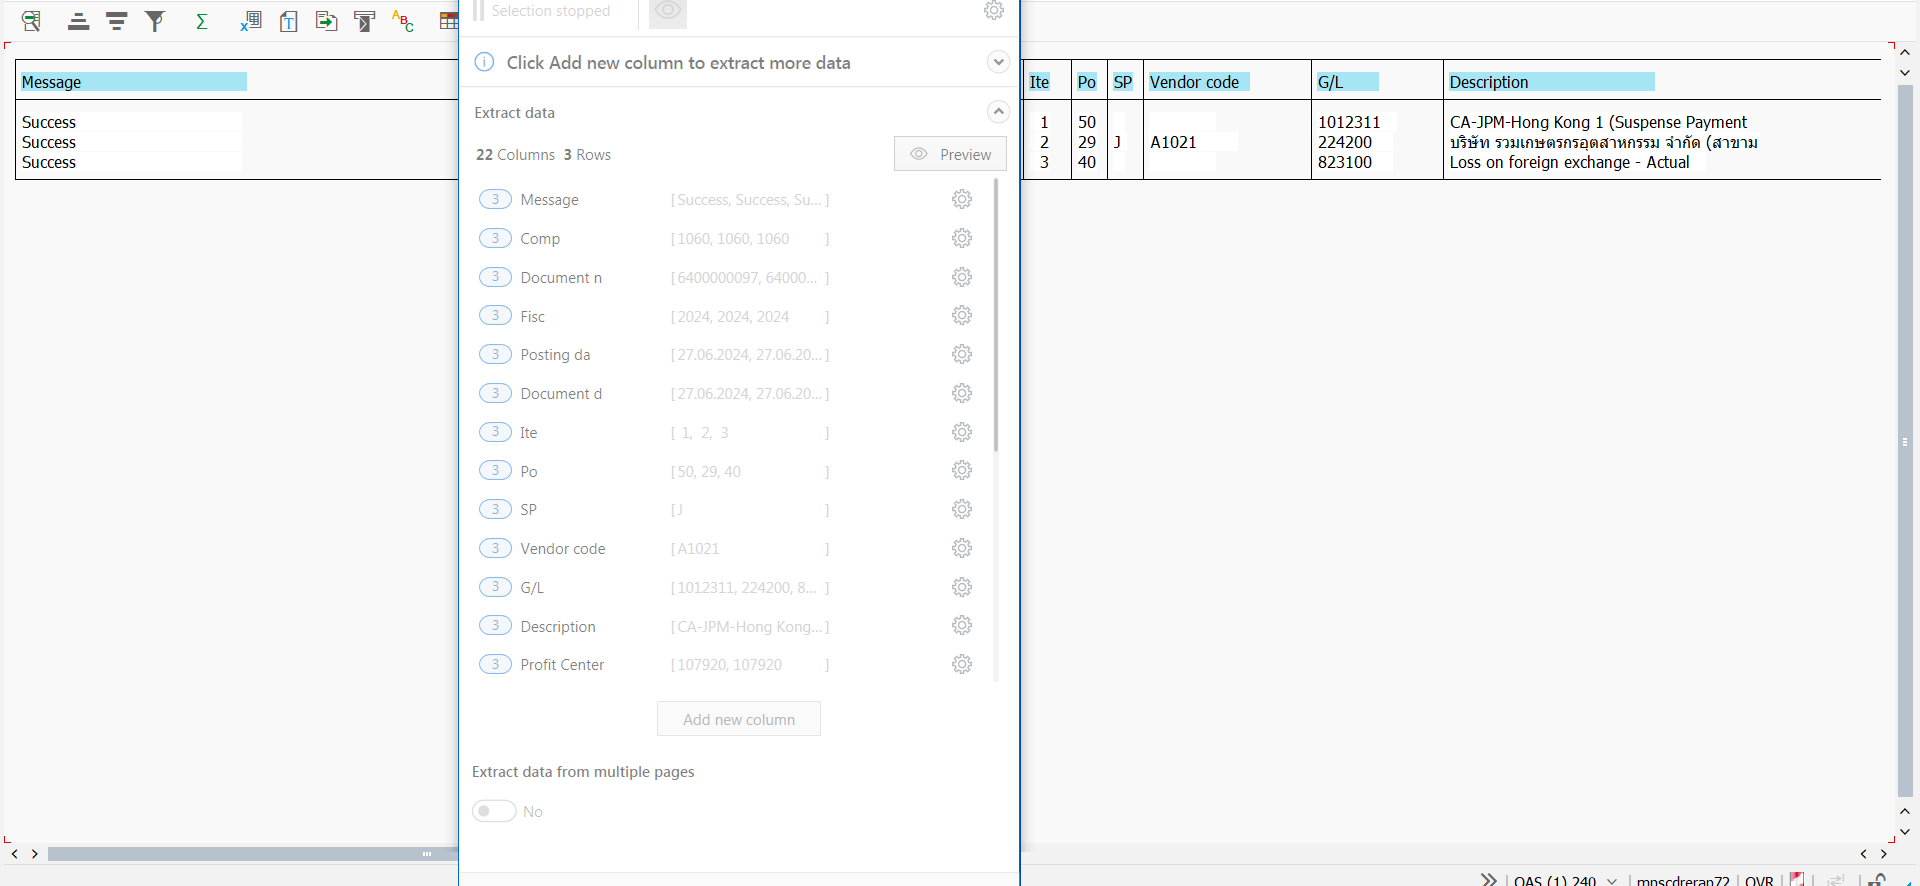 Selection stopped
Click Add new column to extract more data
Extract data
22 Columns 3 Rows
Preview
3 Message [Success, Success, Su... ]
3 Comp [1060, 1060, 1060 ]
3 Document n [6400000097, 64000... ]
3 Fisc [2024, 2024, 2024 ]
3 Posting da [27.06.2024, 27.06.20... ]
3 Document d [27.06.2024, 27.06.20... ]
3 Ite [ 1, 2, 3 ]
3 Po [50, 29, 40 ]
3 SP [J ]
3 Vendor code [A1021 ]
3 G/L [1012311, 224200, 8... ]
3 Description [CA-JPM-Hong Kong... ]
3 Profit Center [107920, 107920 ]
Add new column
Extract data from multiple pages
No
Message Ite Po SP Vendor code G/L Description
Success 1 50 1012311 CA-JPM-Hong Kong 1 (Suspense Payment
Success 2 29 J A1021 224200 บริษัท รวมเกษตรกรอุตสาหกรรม จำกัด (สาขาม
Success 3 40 823100 Loss on foreign exchange - Actual
QAS (1) 240 mpscdrerap72 OVR